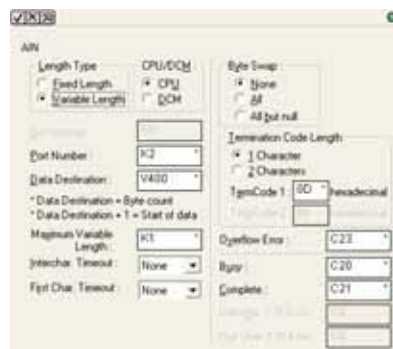 AIN
Length Type
Fixed Length
Variable Length
CPU/DCM
CPU
DCM
Port Number :
K2
Data Destination :
V400
* Data Destination = Byte count
* Data Destination + 1 = Start of data
Maximum Variable Length:
K1
Interchar. Timeout :
None
First Char. Timeout :
None
Byte Swap :
None
All
All but null
Termination Code Length
1 Character
2 Characters
TermCode 1 :
0D
hexadecimal
Overflow Error :
C23
Busy :
C20
Complete :
C21